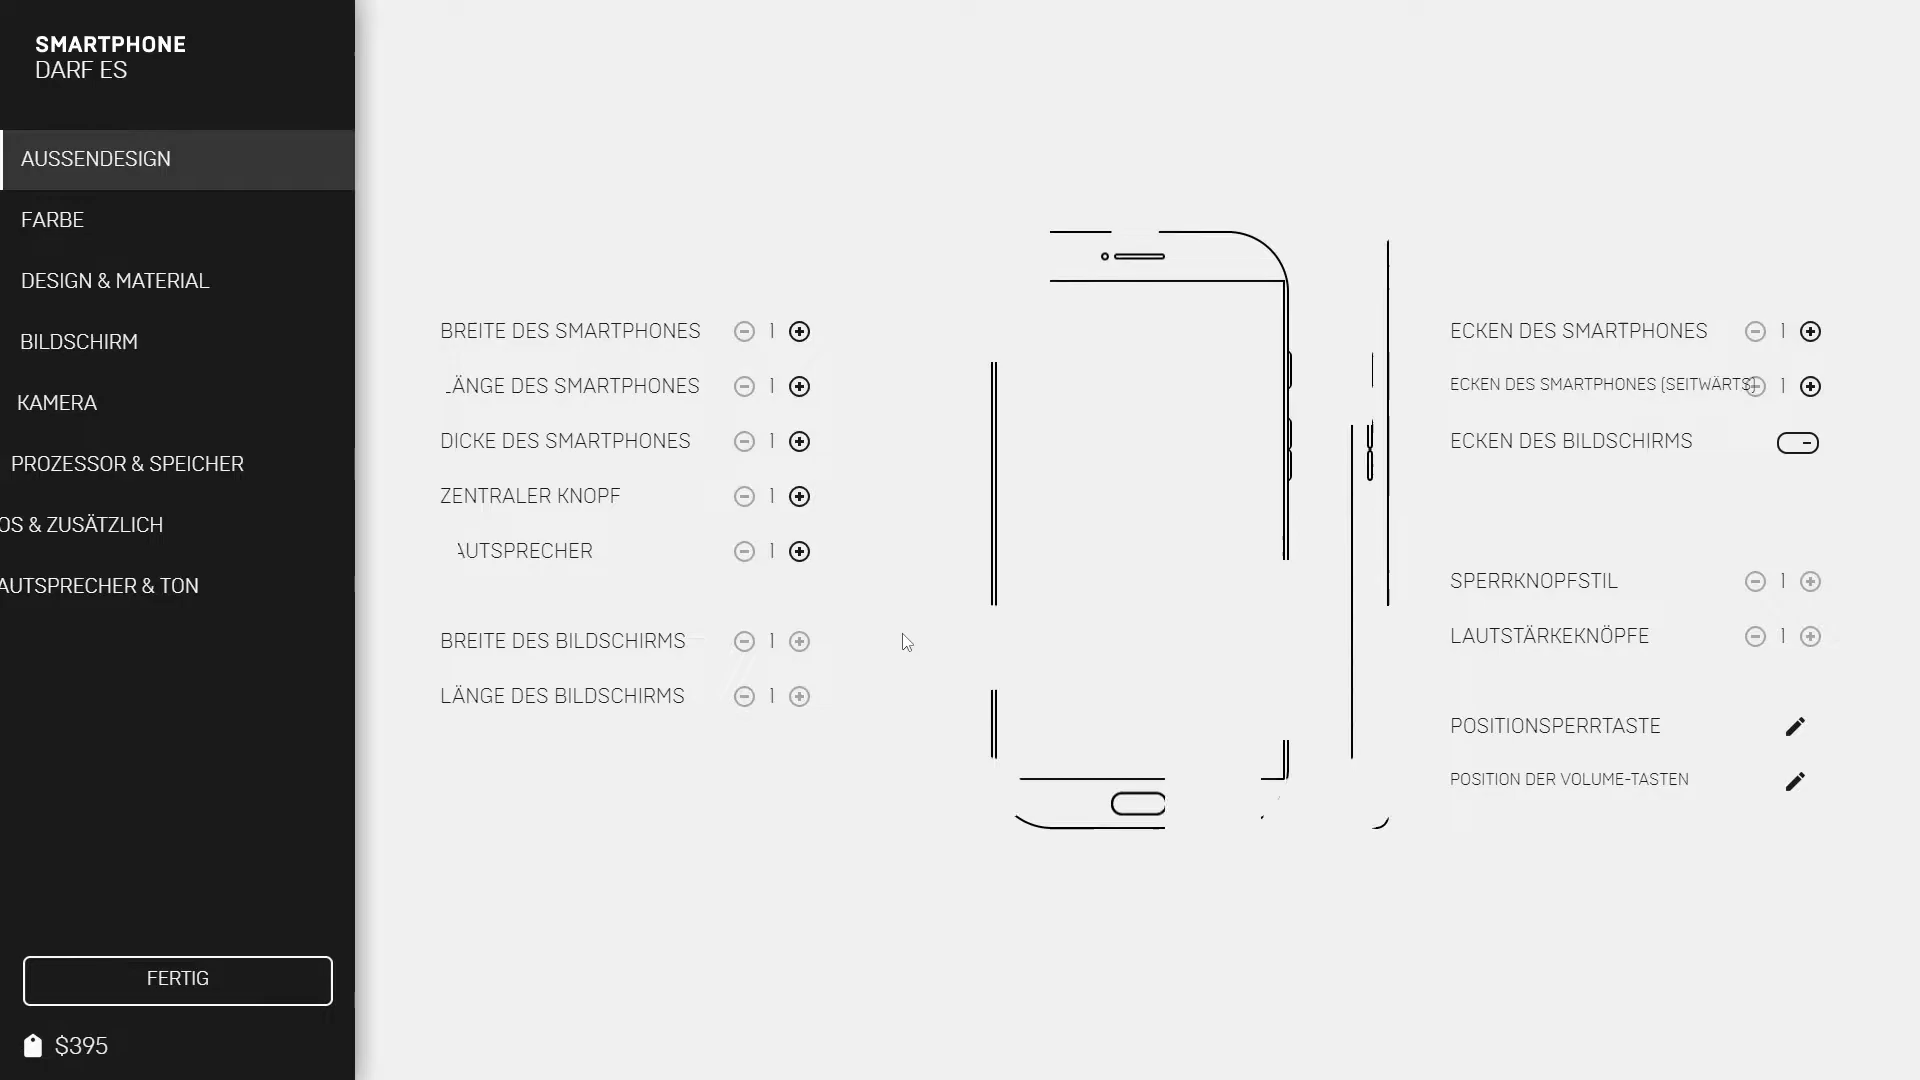 SMARTPHONE
DARF ES
AUSSENDESIGN
FARBE
DESIGN & MATERIAL
BILDSCHIRM
KAMERA
PROZESSOR & SPEICHER
OS & ZUSÄTZLICH
AUTSPRECHER & TON
FERTIG
$395
BREITE DES SMARTPHONES 1
LÄNGE DES SMARTPHONES 1
DICKE DES SMARTPHONES 1
ZENTRALER KNOPF 1
AUTSPRECHER 1
BREITE DES BILDSCHIRMS 1
LÄNGE DES BILDSCHIRMS 1
ECKEN DES SMARTPHONES 1
ECKEN DES SMARTPHONES (SEITWÄRTS) 1
ECKEN DES BILDSCHIRMS
SPERRKNOPFSTIL 1
LAUTSTÄRKEKNÖPFE 1
POSITIONSPERRTASTE
POSITION DER VOLUME-TASTEN